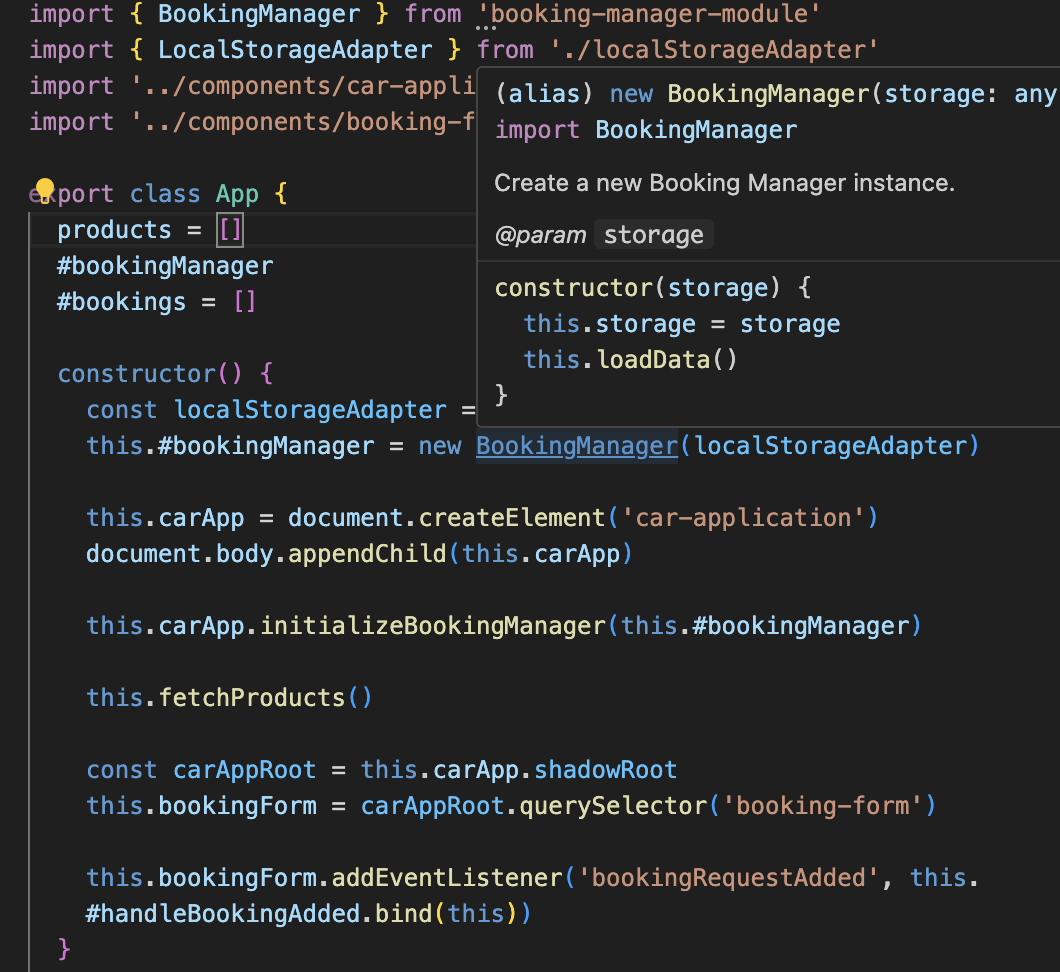 import { BookingManager } from 'booking-manager-module'
import { LocalStorageAdapter } from './localStorageAdapter'
import '../components/car-appli
import '../components/booking-f
(alias) new BookingManager(storage: any
import BookingManager
Create a new Booking Manager instance.
@param storage
constructor(storage) {
this.storage = storage
this.loadData()
}
export class App {
products = []
#bookingManager
#bookings = []
constructor() {
const localStorageAdapter =
this.#bookingManager = new BookingManager(localStorageAdapter)
this.carApp = document.createElement('car-application')
document.body.appendChild(this.carApp)
this.carApp.initializeBookingManager(this.#bookingManager)
this.fetchProducts()
const carAppRoot = this.carApp.shadowRoot
this.bookingForm = carAppRoot.querySelector('booking-form')
this.bookingForm.addEventListener('bookingRequestAdded', this.
#handleBookingAdded.bind(this))
}